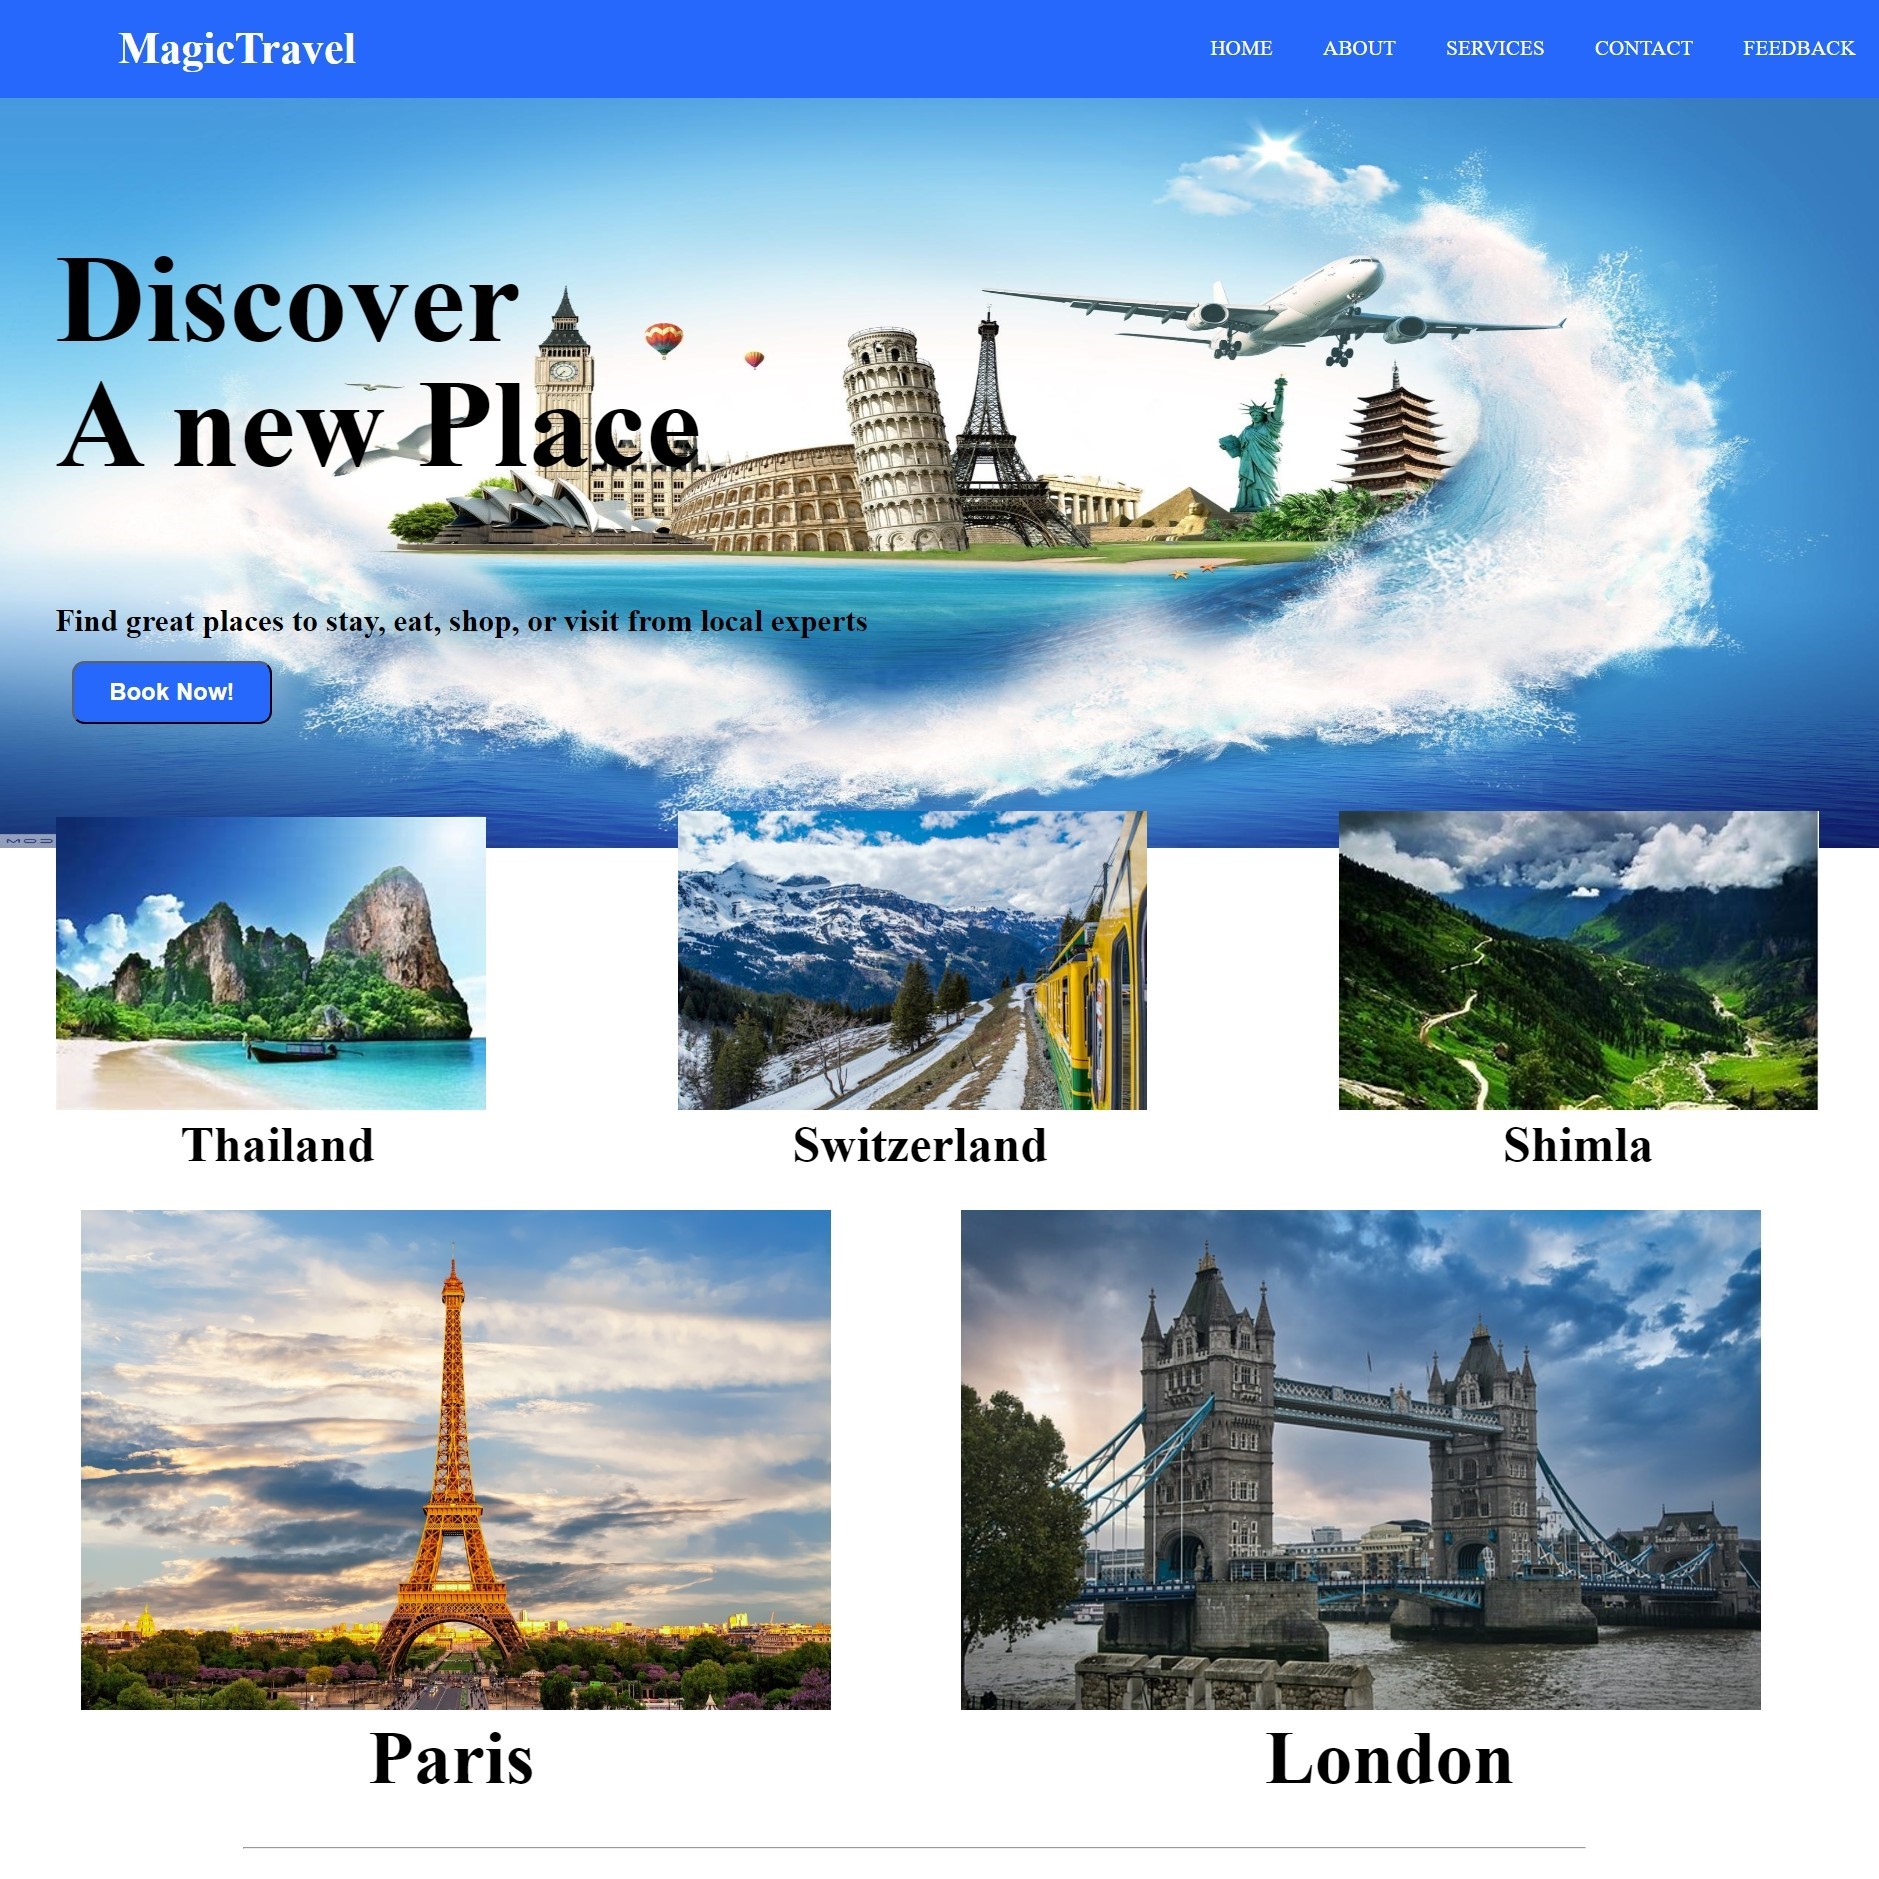 MagicTravel
HOME ABOUT SERVICES CONTACT FEEDBACK
Discover
A new Place
Find great places to stay, eat, shop, or visit from local experts
Book Now!
Thailand Switzerland Shimla
Paris London